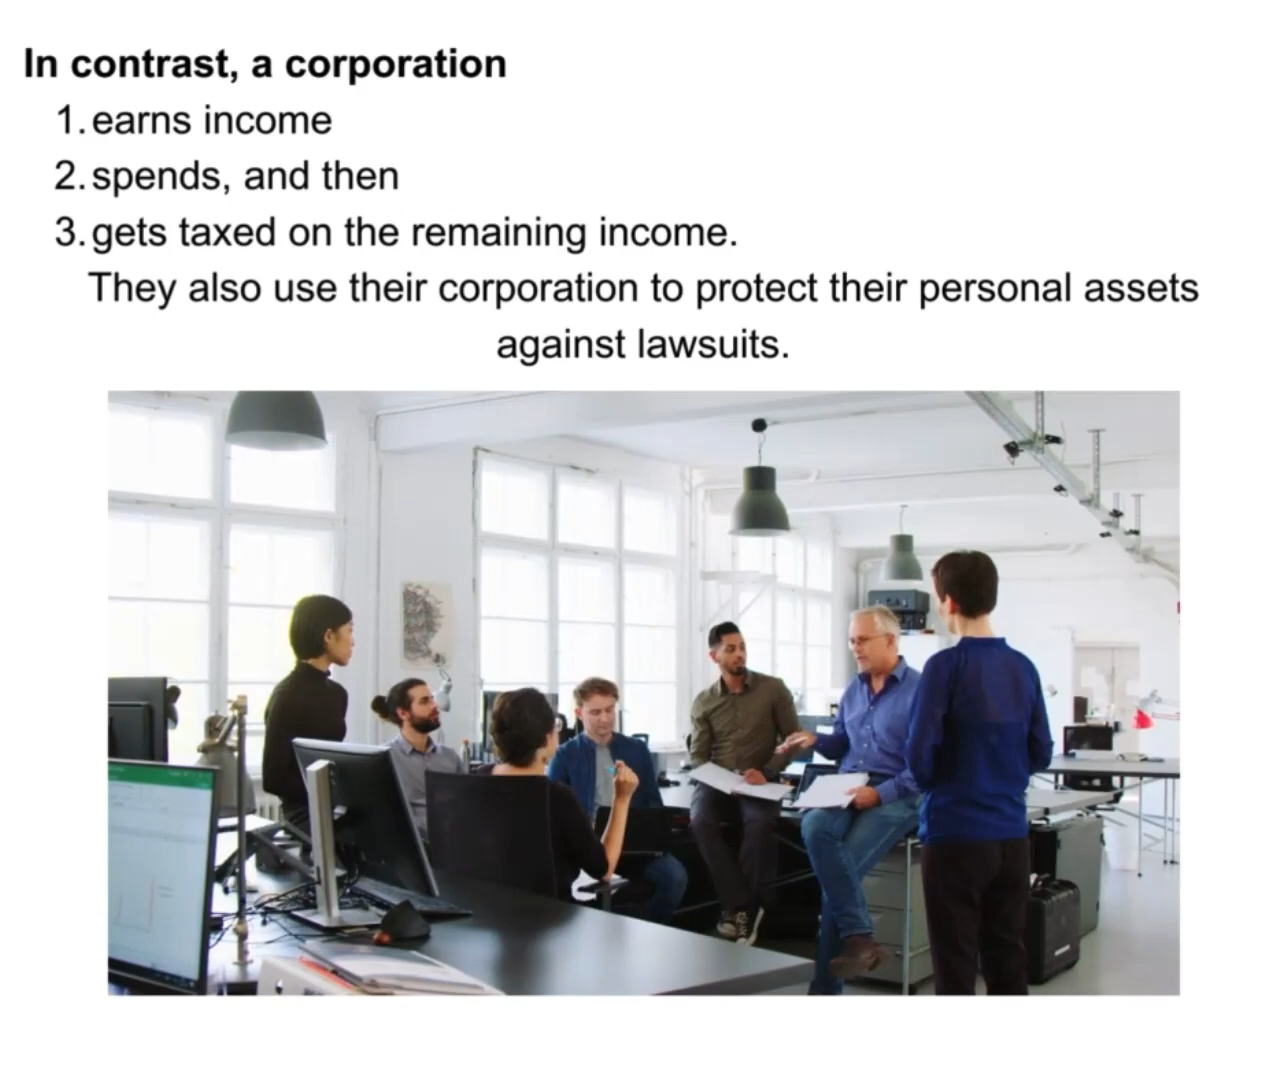 In contrast, a corporation
1. earns income
2. spends, and then
3. gets taxed on the remaining income.
They also use their corporation to protect their personal assets
against lawsuits.